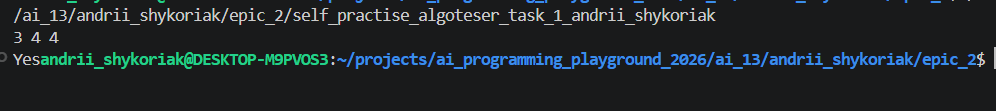 /ai_13/andrii_shykoriak/epic_2/self_practise_algoteser_task_1_andrii_shykoriak
3 4 4
Yesandrii_shykoriak@DESKTOP-M9PVOS3:~/projects/ai_programming_playground_2026/ai_13/andrii_shykoriak/epic_2$